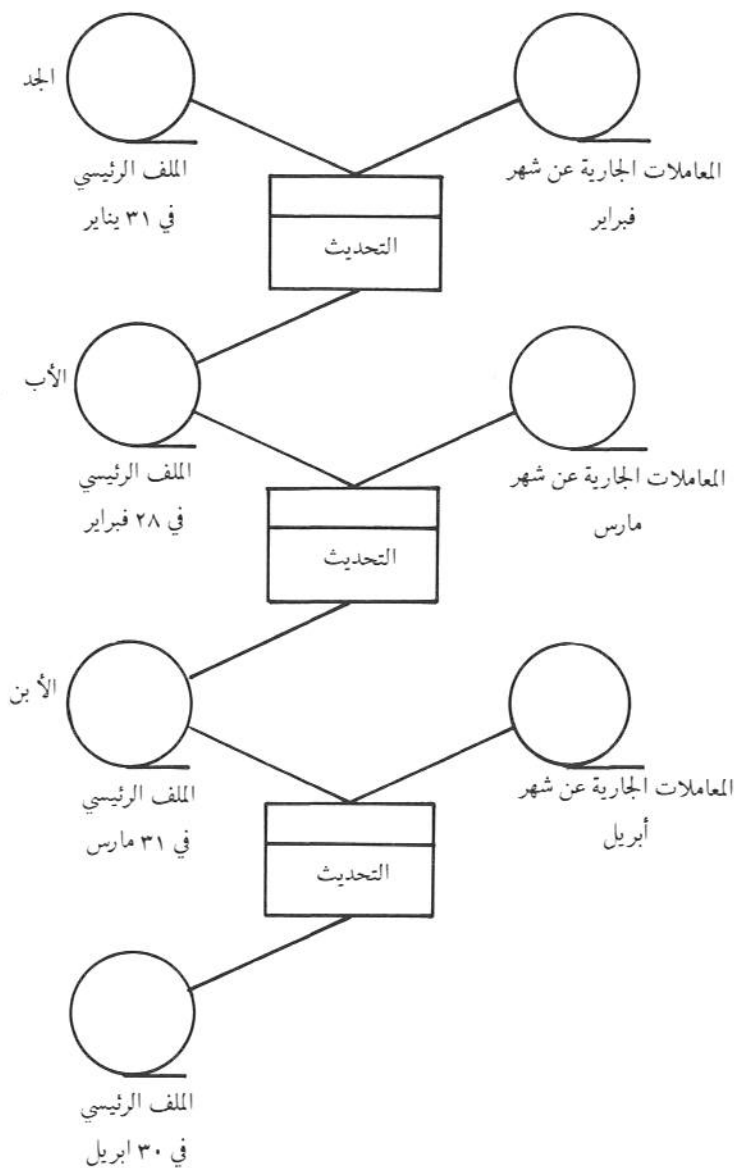 الجد
الملف الرئيسي
في ٣١ يناير
المعاملات الجارية عن شهر
فبراير
التحديث
الأب
الملف الرئيسي
في ٢٨ فبراير
المعاملات الجارية عن شهر
مارس
التحديث
الأ بن
الملف الرئيسي
في ٣١ مارس
المعاملات الجارية عن شهر
أبريل
التحديث
الملف الرئيسي
في ٣٠ ابريل